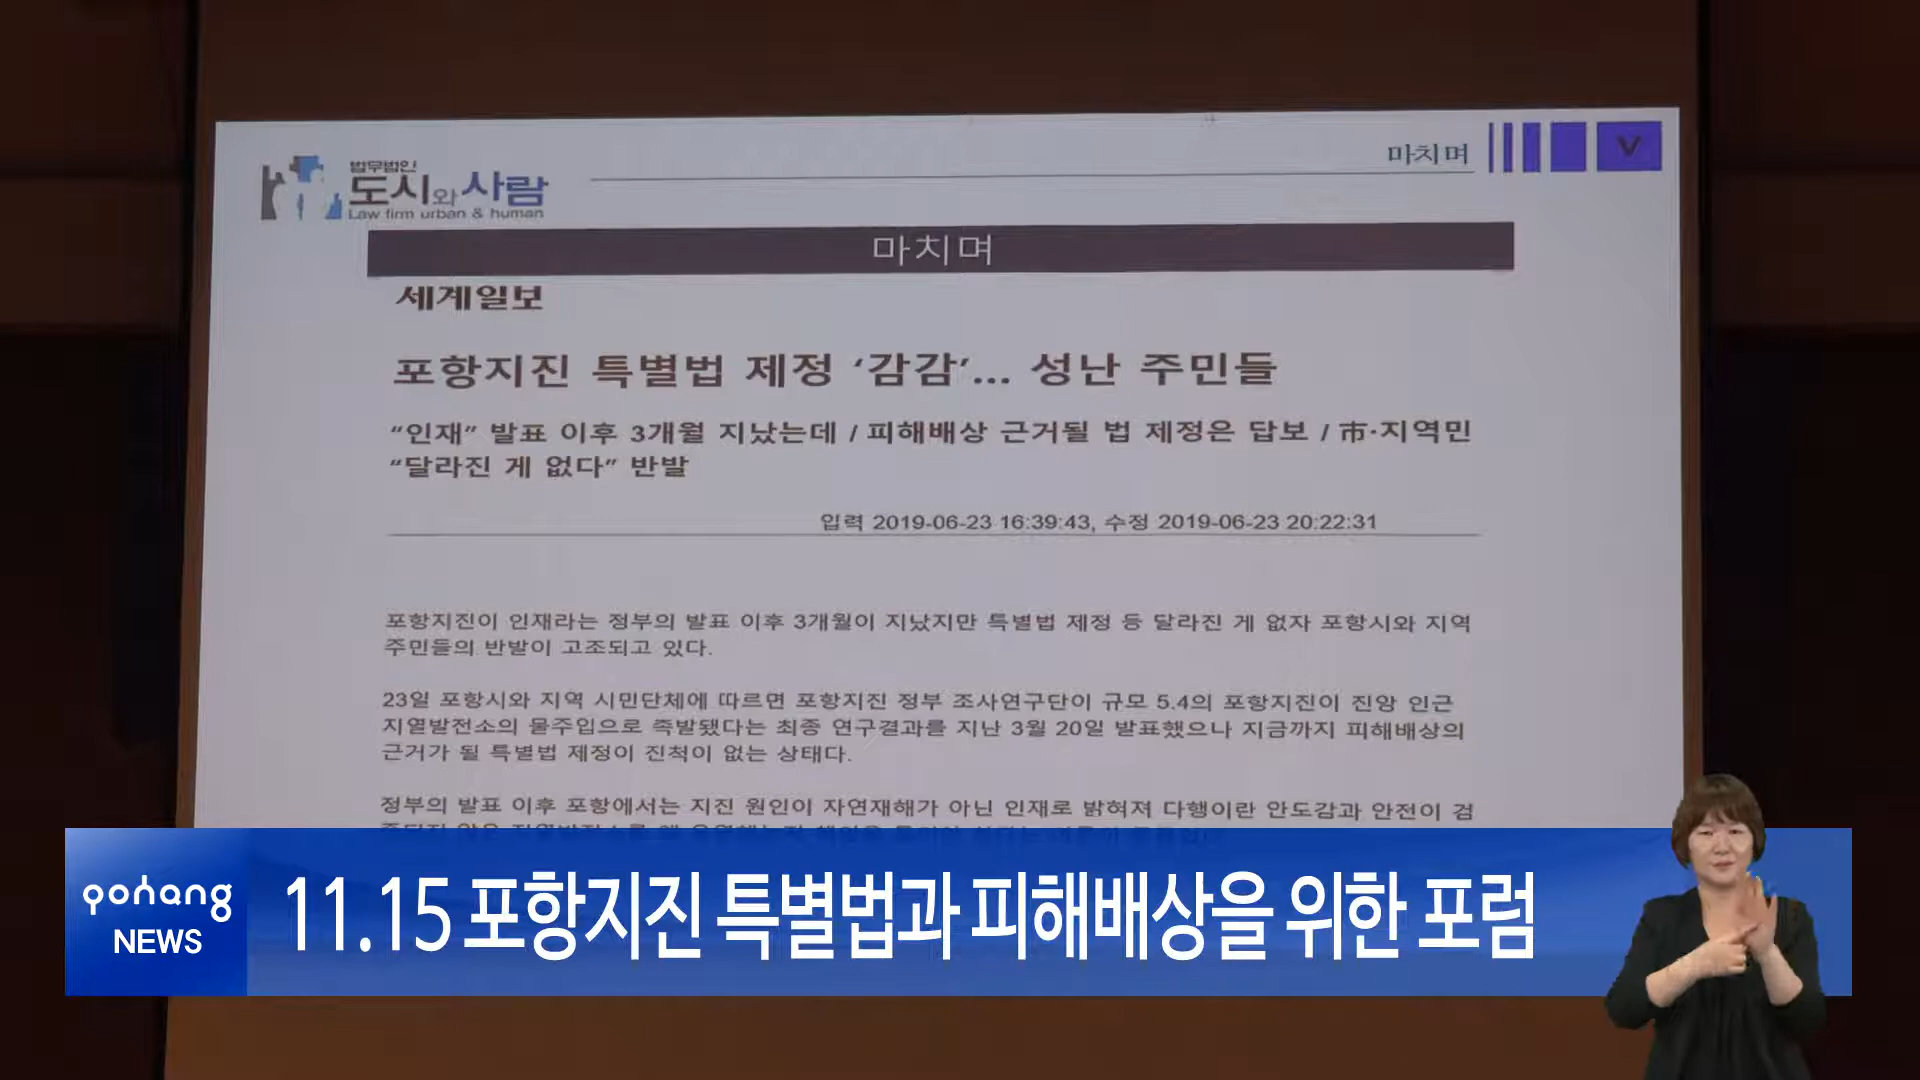 마치며
V
법무법인
도시와 사람
Law firm urban & human
마치며
세계일보
포항지진 특별법 제정 ‘감감’... 성난 주민들
“인재” 발표 이후 3개월 지났는데 / 피해배상 근거될 법 제정은 답보 / 市·지역민
“달라진 게 없다” 반발
입력 2019-06-23 16:39:43, 수정 2019-06-23 20:22:31
포항지진이 인재라는 정부의 발표 이후 3개월이 지났지만 특별법 제정 등 달라진 게 없자 포항시와 지역
주민들의 반발이 고조되고 있다.
23일 포항시와 지역 시민단체에 따르면 포항지진 정부 조사연구단이 규모 5.4의 포항지진이 진앙 인근
지열발전소의 물주입으로 촉발됐다는 최종 연구결과를 지난 3월 20일 발표했으나 지금까지 피해배상의
근거가 될 특별법 제정이 진척이 없는 상태다.
정부의 발표 이후 포항에서는 지진 원인이 자연재해가 아닌 인재로 밝혀져 다행이란 안도감과 안전이 검
pohang
NEWS
11.15 포항지진 특별법과 피해배상을 위한 포럼